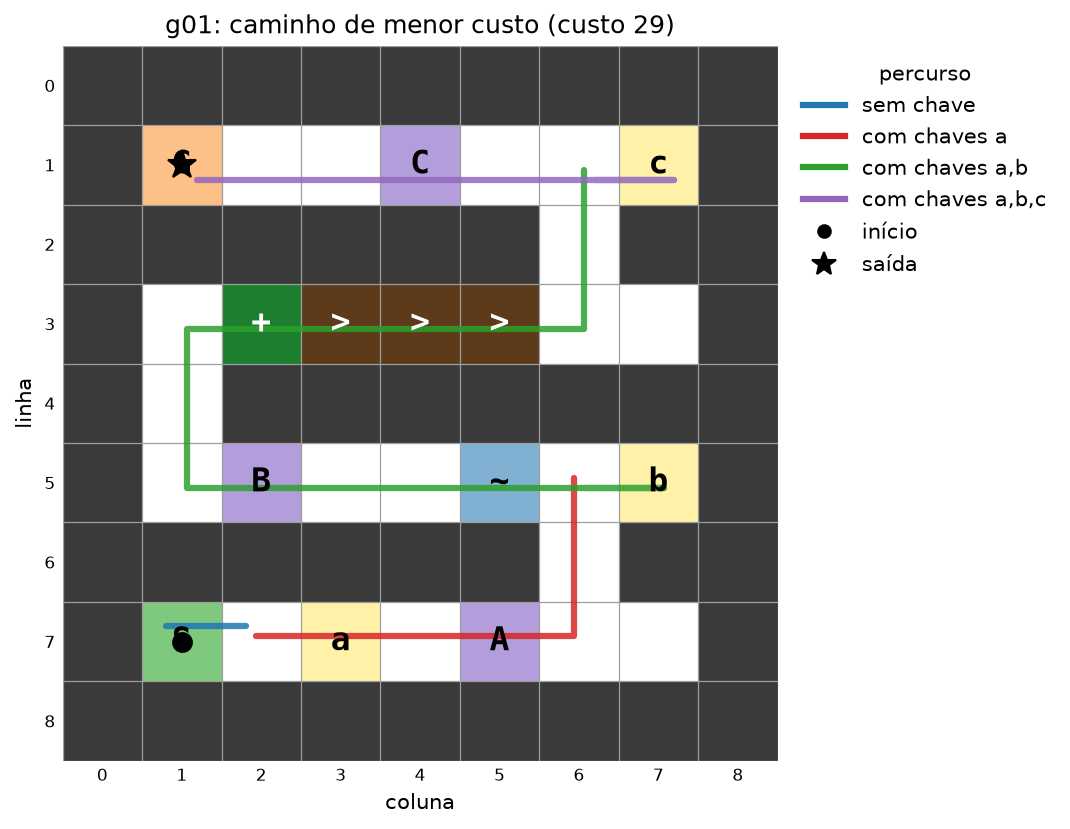 g01: caminho de menor custo (custo 29)
percurso
sem chave
com chaves a
com chaves a,b
com chaves a,b,c
início
saída
linha
0
1
C
c
2
3
+ > > >
4
5
B
~
b
6
7
S
a
A
8
0 1 2 3 4 5 6 7 8
coluna